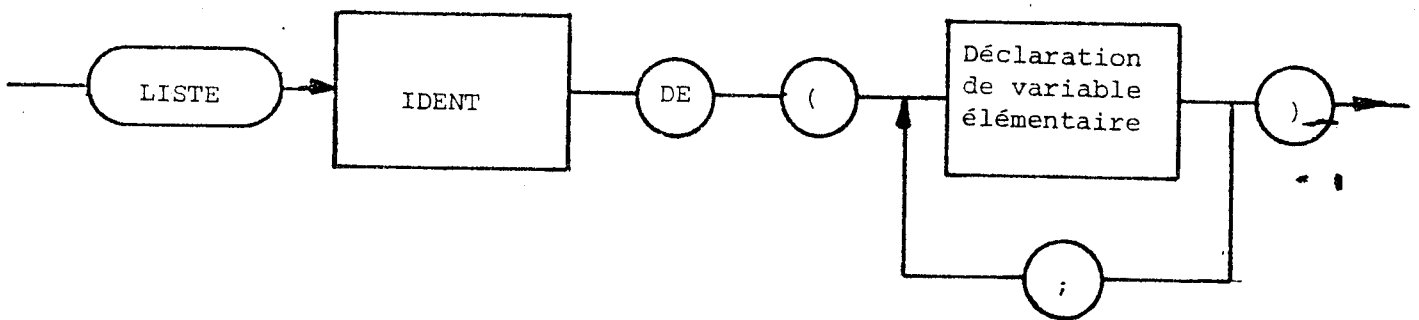 LISTE
IDENT
DE
(
Déclaration
de variable
élémentaire
)
;